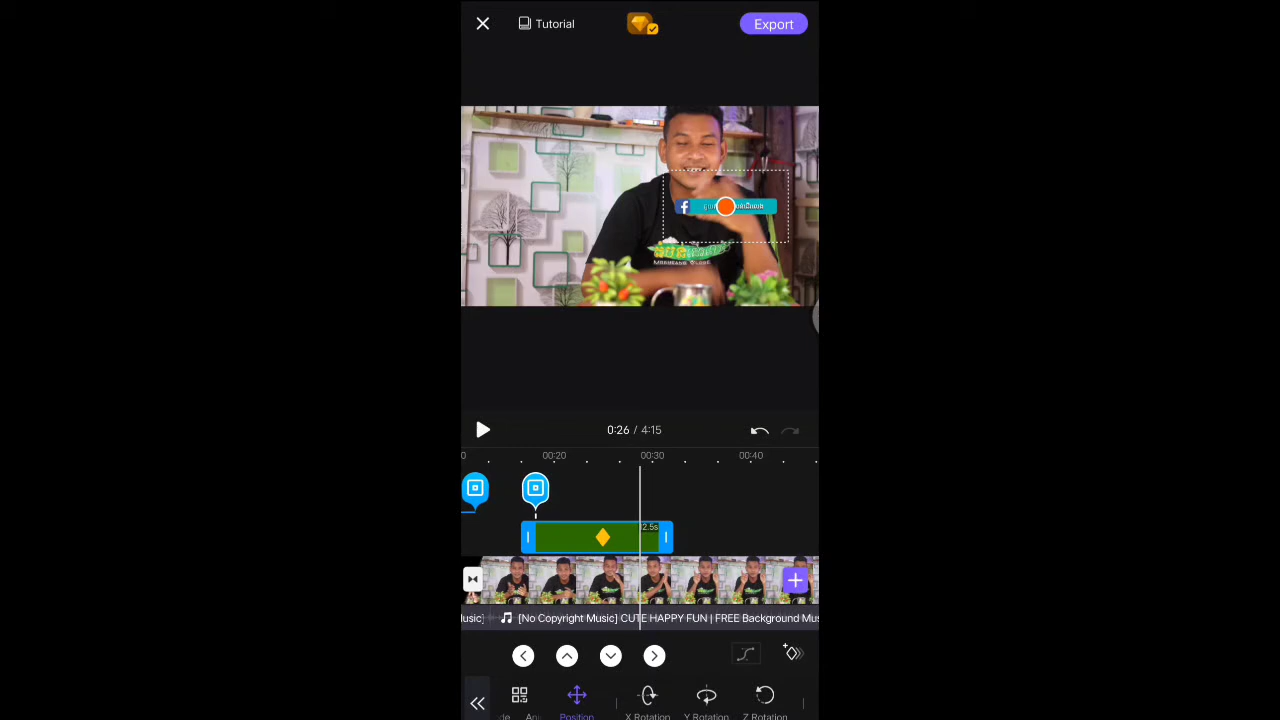 Tutorial
Export
0:26 / 4:15
00:20
00:30
00:40
[No Copyright Music] CUTE HAPPY FUN | FREE Background Mus
Position
X Rotation
Y Rotation
Z Rotation